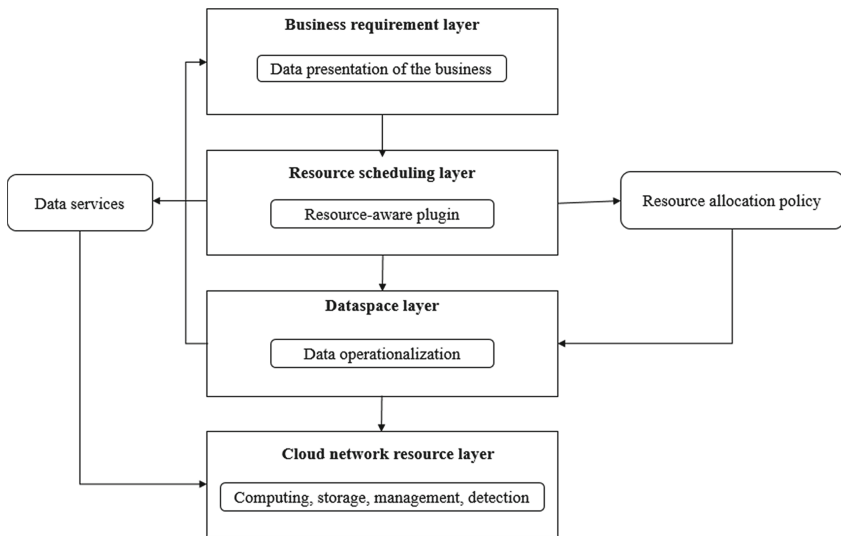 Business requirement layer
Data presentation of the business
Resource scheduling layer
Data services
Resource-aware plugin
Resource allocation policy
Dataspace layer
Data operationalization
Cloud network resource layer
Computing, storage, management, detection